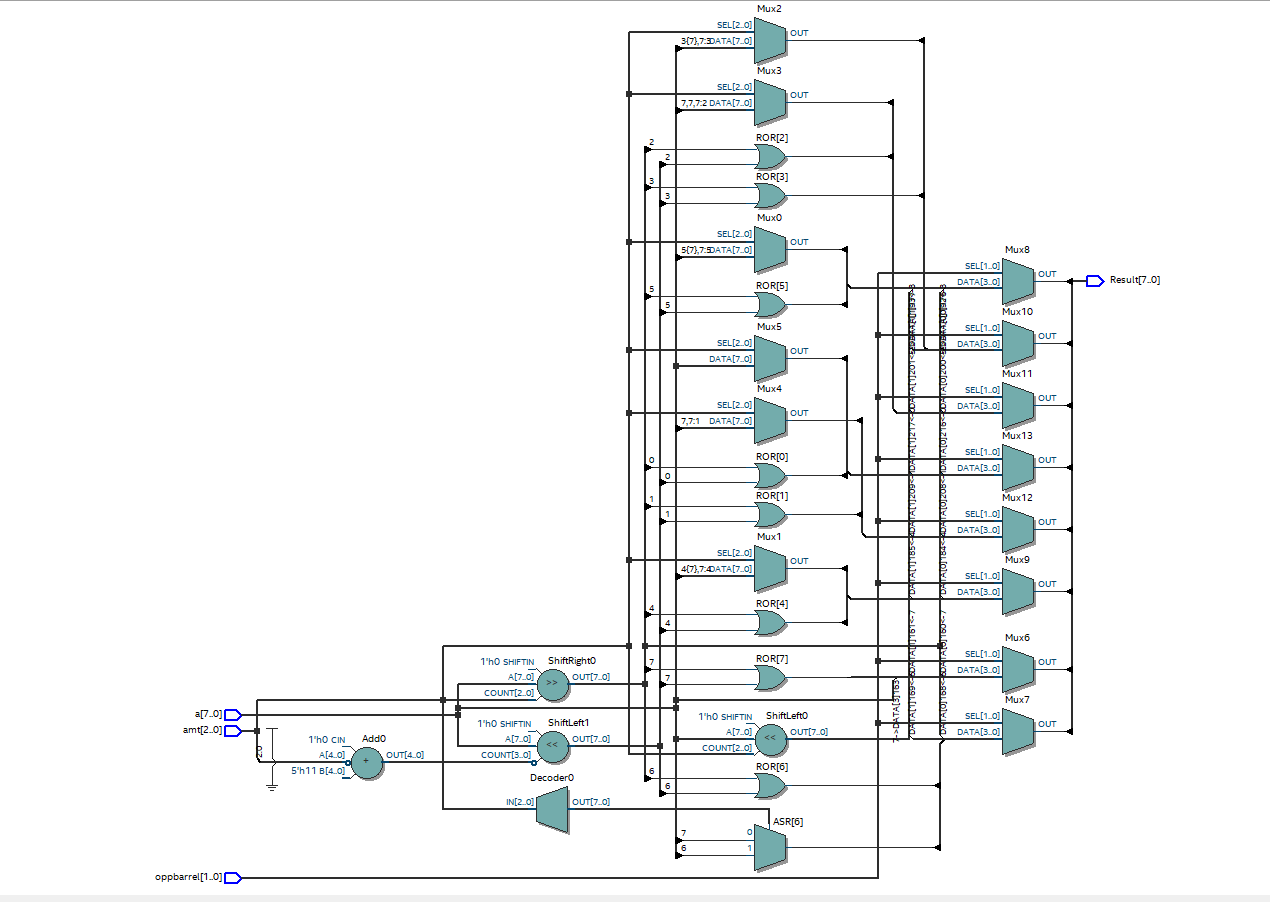 Mux2
SEL[2..0]
3{7},7:3 DATA[7..0]
OUT
Mux3
SEL[2..0]
7,7,7:2 DATA[7..0]
OUT
ROR[2]
2
2
ROR[3]
3
3
Mux0
SEL[2..0]
5{7},7:5 DATA[7..0]
OUT
ROR[5]
5
5
Mux5
SEL[2..0]
DATA[7..0]
OUT
Mux4
SEL[2..0]
7,7:1 DATA[7..0]
OUT
ROR[0]
0
0
ROR[1]
1
1
Mux1
SEL[2..0]
4{7},7:4 DATA[7..0]
OUT
ROR[4]
4
4
ROR[7]
7
7
ShiftLeft0
1'h0 SHIFTIN
A[7..0]
COUNT[2..0]
OUT[7..0]
ROR[6]
6
6
ASR[6]
7 0
6 1
Mux8
SEL[1..0]
DATA[3..0]
OUT
Result[7..0]
Mux10
SEL[1..0]
DATA[3..0]
OUT
Mux11
SEL[1..0]
DATA[3..0]
OUT
Mux13
SEL[1..0]
DATA[3..0]
OUT
Mux12
SEL[1..0]
DATA[3..0]
OUT
Mux9
SEL[1..0]
DATA[3..0]
OUT
Mux6
SEL[1..0]
DATA[3..0]
OUT
Mux7
SEL[1..0]
DATA[3..0]
OUT
ShiftRight0
1'h0 SHIFTIN
A[7..0]
COUNT[2..0]
OUT[7..0]
>>
ShiftLeft1
1'h0 SHIFTIN
A[7..0]
COUNT[3..0]
OUT[7..0]
<<
<<
a[7..0]
amt[2..0]
2:0
Add0
1'h0 CIN
A[4..0]
5'h11 B[4..0]
OUT[4..0]
+
Decoder0
IN[2..0]
OUT[7..0]
oppbarrel[1..0]